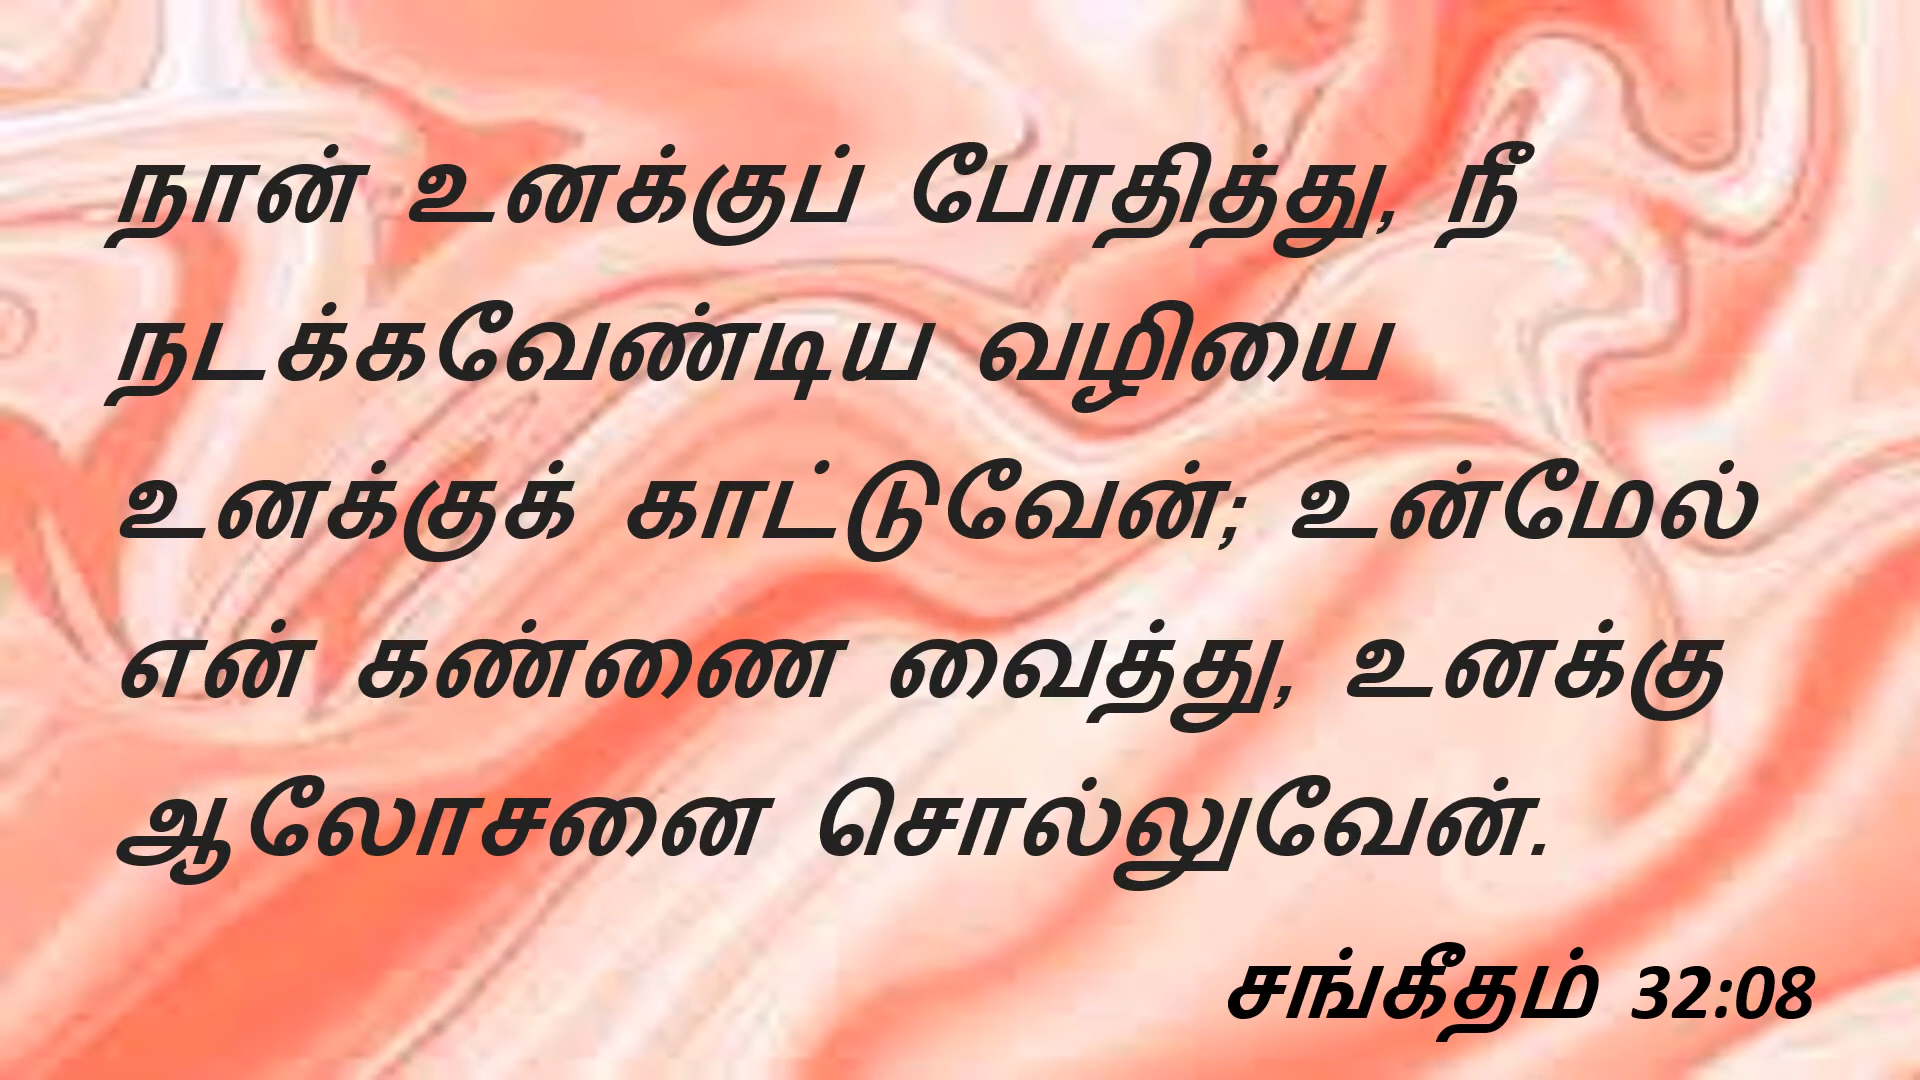 நான் உனக்குப் போதித்து, நீ
நடக்கவேண்டிய வழியை
உனக்குக் காட்டுவேன்; உன்மேல்
என் கண்ணை வைத்து, உனக்கு
ஆலோசனை சொல்லுவேன்.
சங்கீதம் 32:08